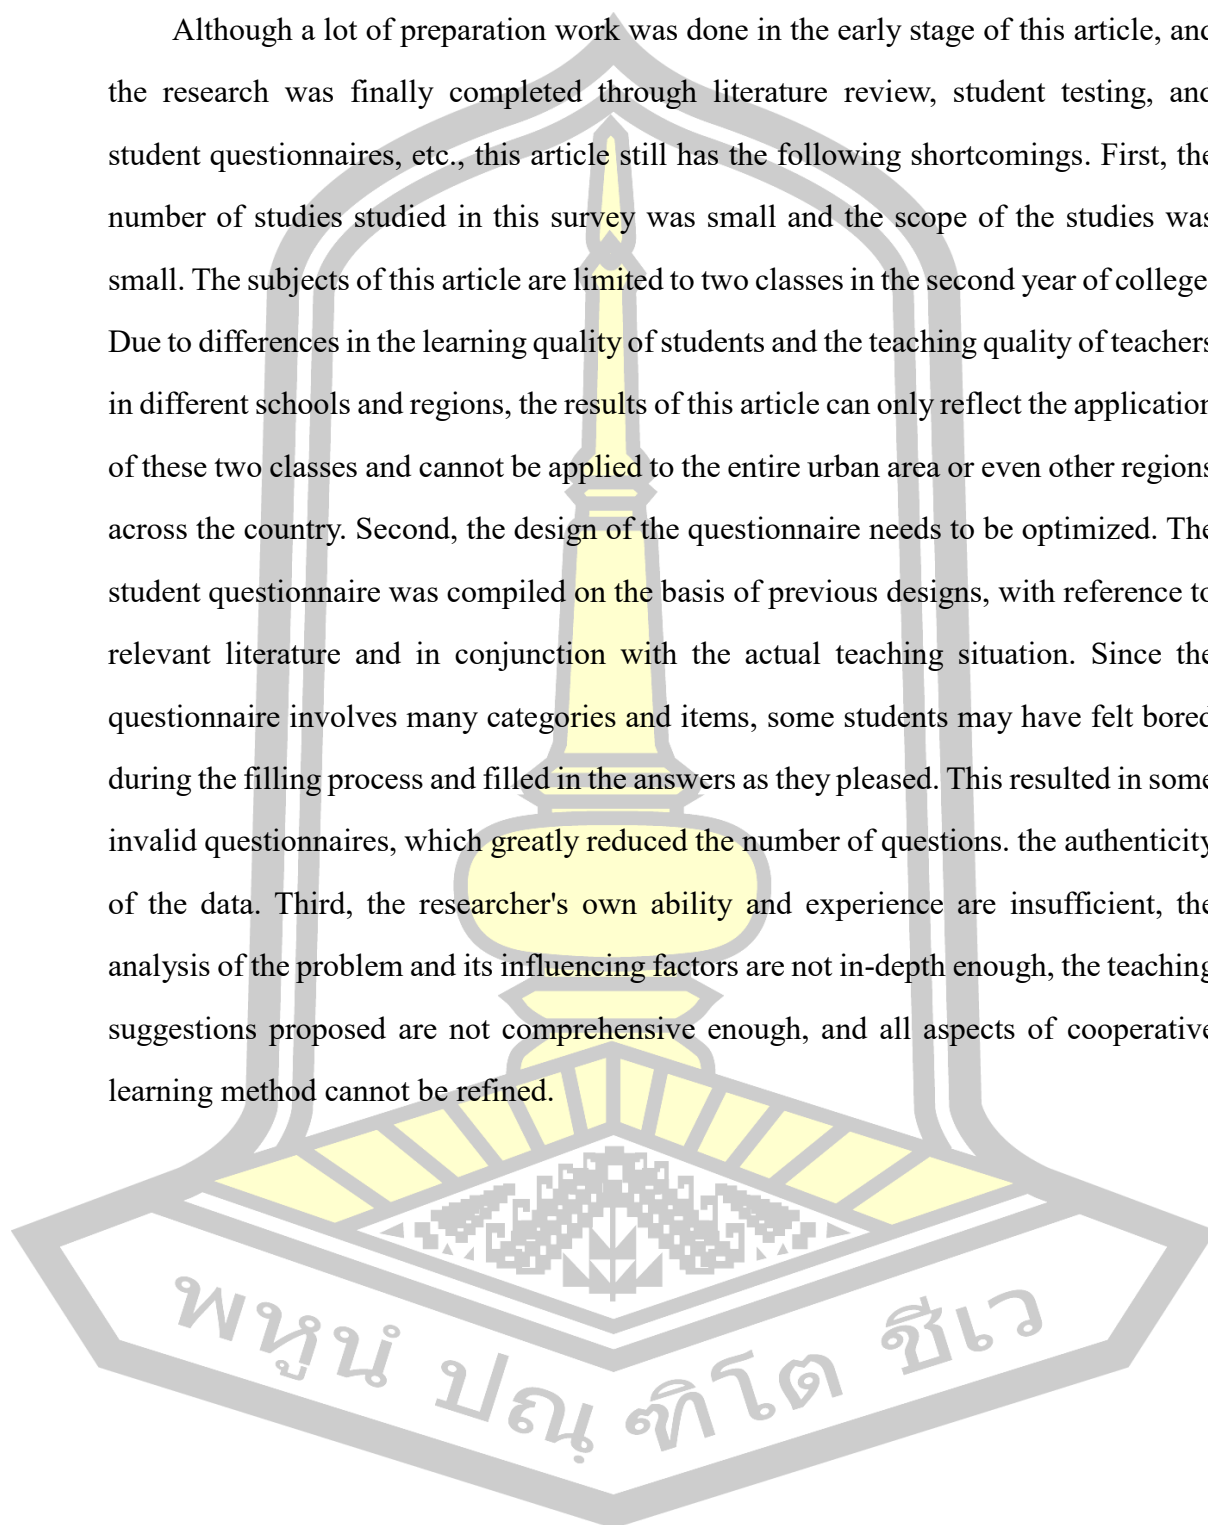 Although a lot of preparation work was done in the early stage of this article, and
the research was finally completed through literature review, student testing, and
student questionnaires, etc., this article still has the following shortcomings. First, the
number of studies studied in this survey was small and the scope of the studies was
small. The subjects of this article are limited to two classes in the second year of college
Due to differences in the learning quality of students and the teaching quality of teachers
in different schools and regions, the results of this article can only reflect the application
of these two classes and cannot be applied to the entire urban area or even other regions
across the country. Second, the design of the questionnaire needs to be optimized. The
student questionnaire was compiled on the basis of previous designs, with reference to
relevant literature and in conjunction with the actual teaching situation. Since the
questionnaire involves many categories and items, some students may have felt bored
during the filling process and filled in the answers as they pleased. This resulted in some
invalid questionnaires, which greatly reduced the number of questions. the authenticity
of the data. Third, the researcher's own ability and experience are insufficient, the
analysis of the problem and its influencing factors are not in-depth enough, the teaching
suggestions proposed are not comprehensive enough, and all aspects of cooperative
learning method cannot be refined.
พหูนํ ปณฺฑิโต ชีเว